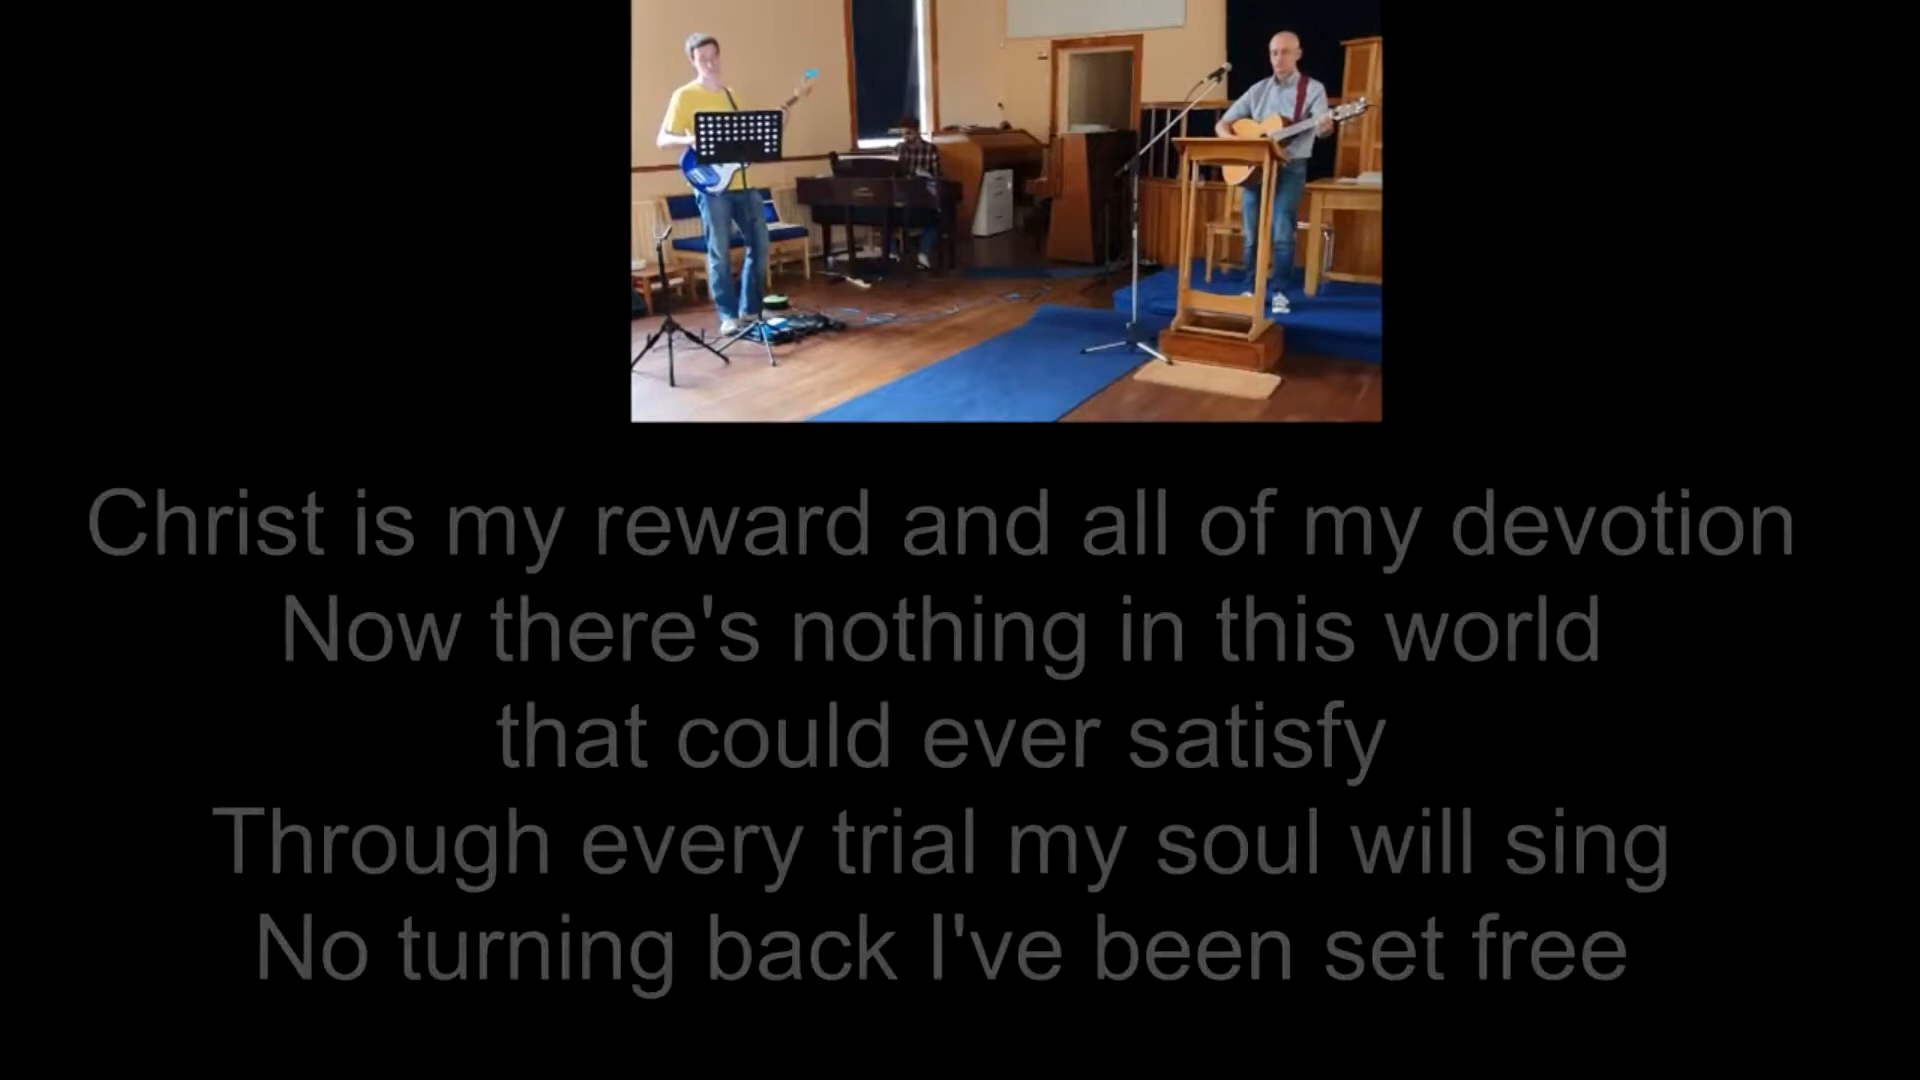 Christ is my reward and all of my devotion
Now there's nothing in this world
that could ever satisfy
Through every trial my soul will sing
No turning back I've been set free